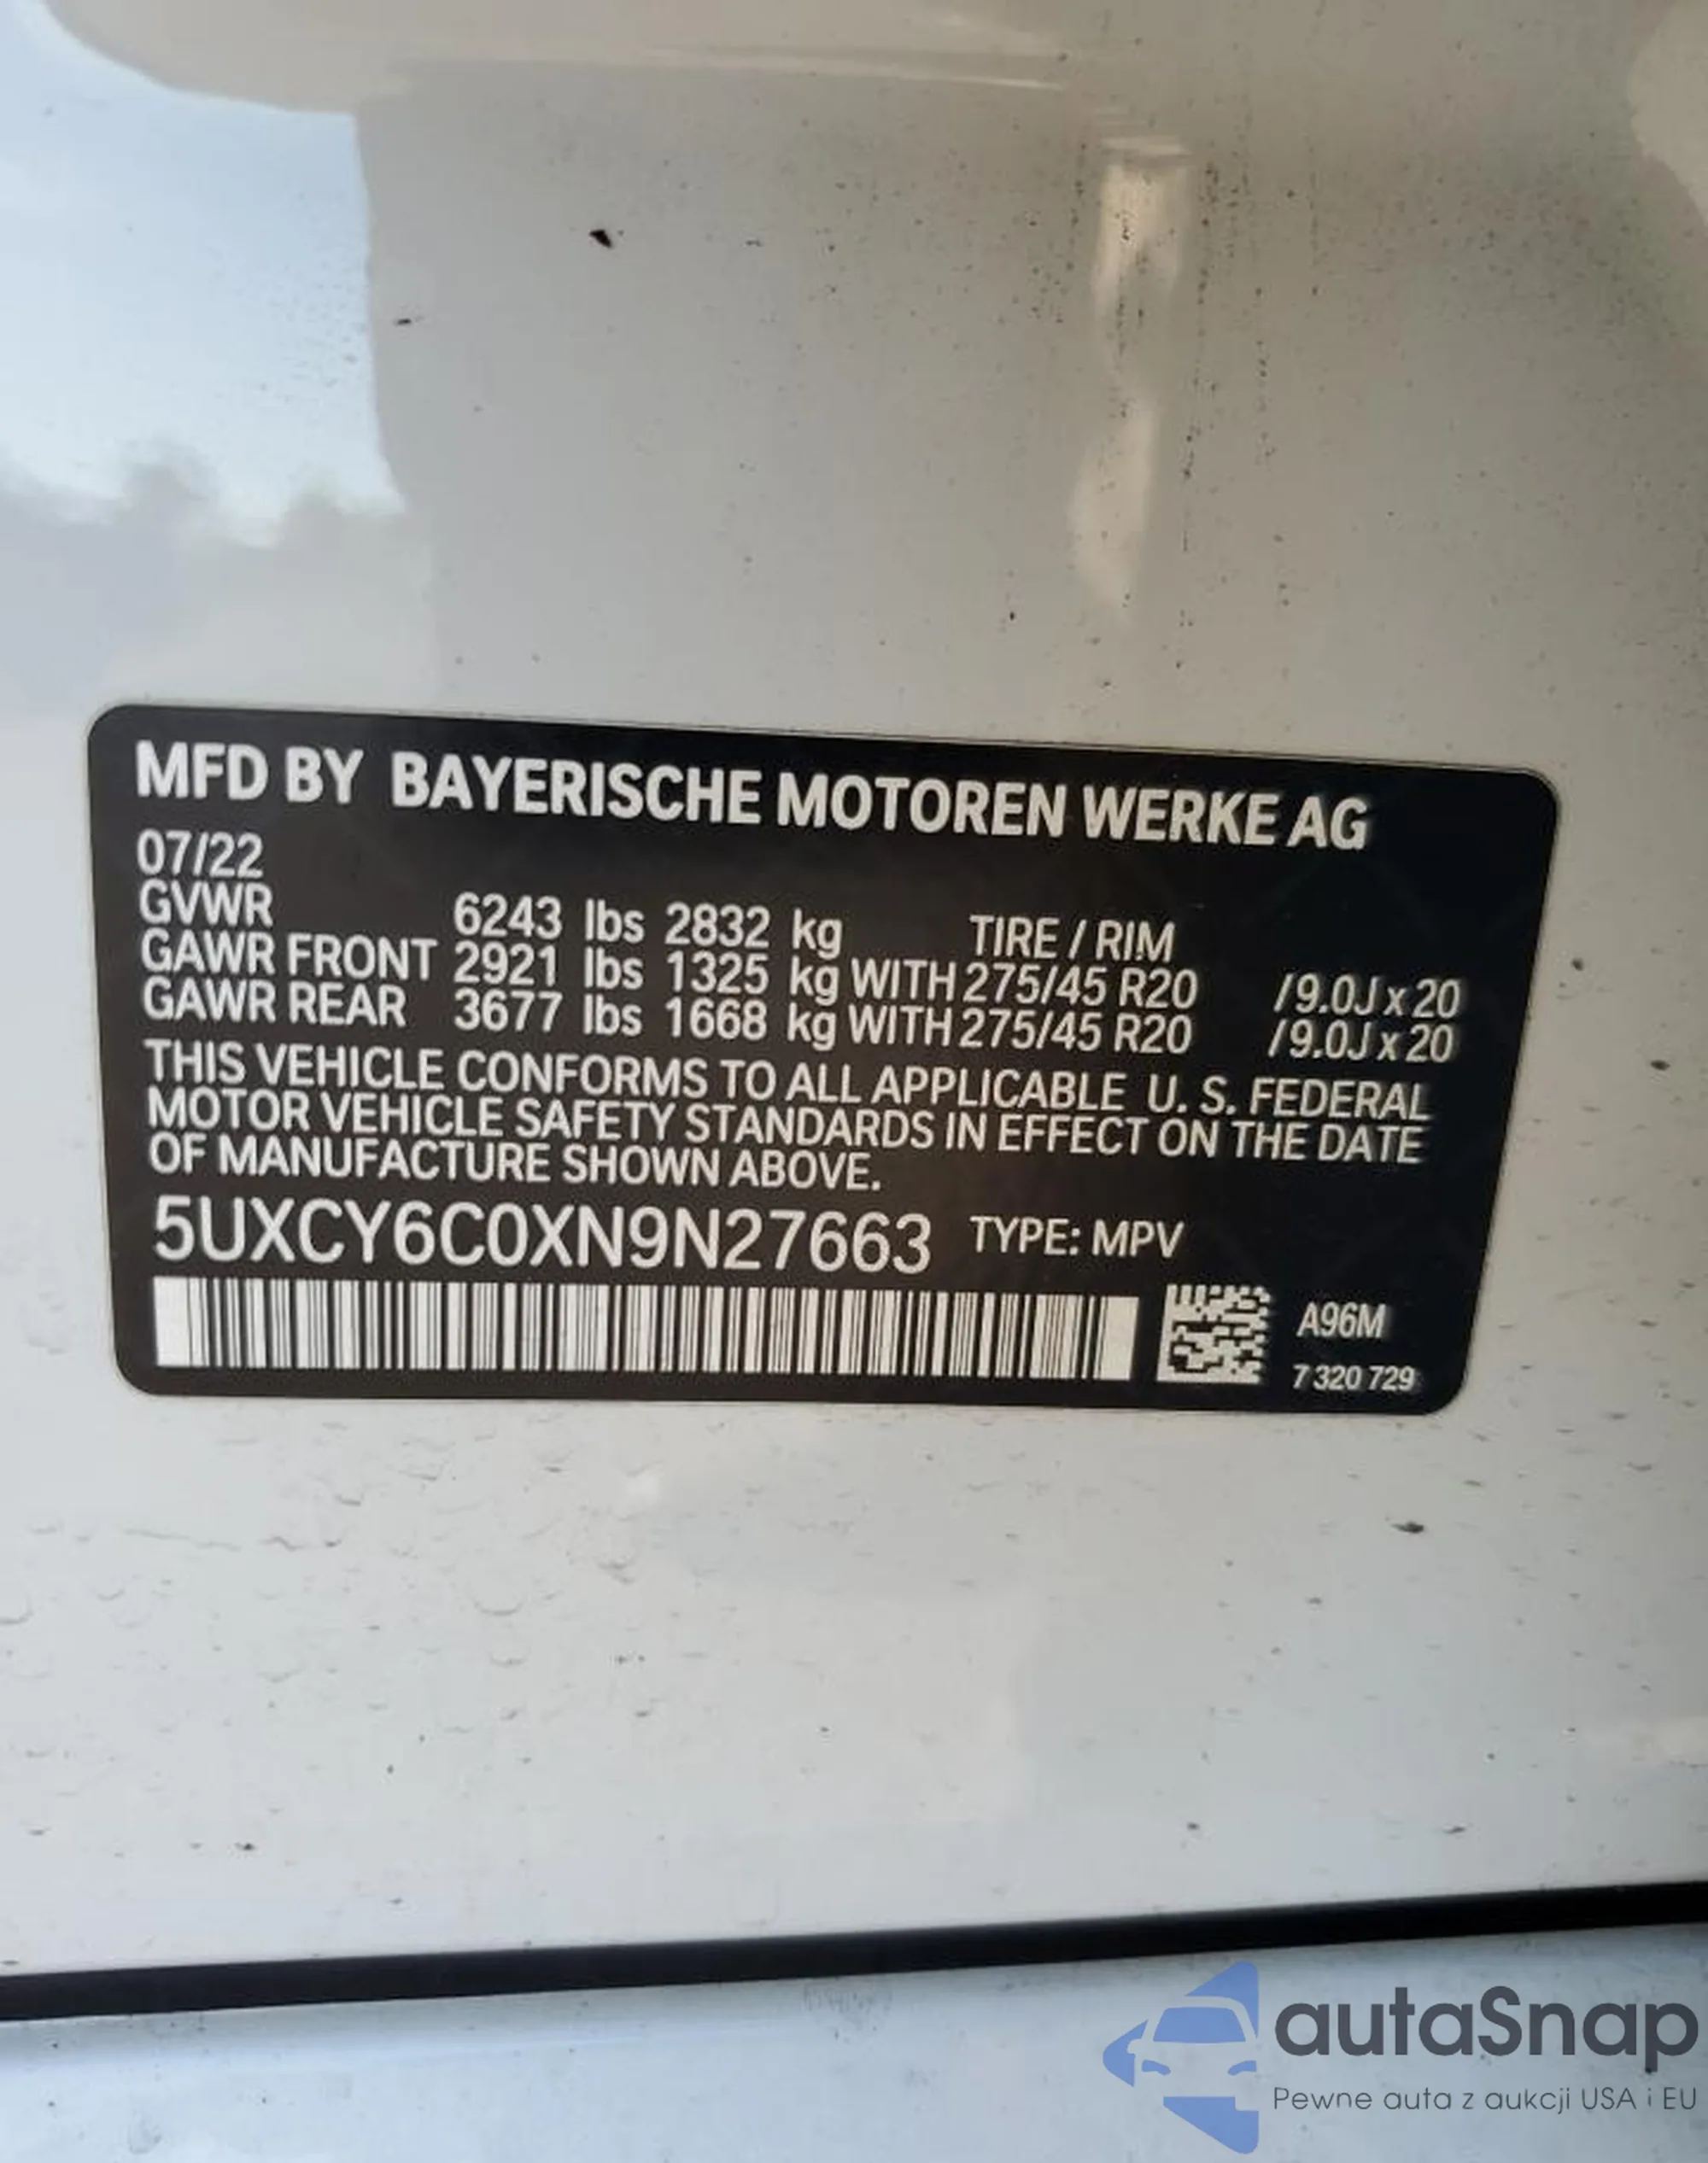 MFD BY BAYERISCHE MOTOREN WERKE AG
07/22
GVWR 6243 lbs 2832 kg TIRE / RIM
GAWR FRONT 2921 lbs 1325 kg WITH 275/45 R20 /9.0J x 20
GAWR REAR 3677 lbs 1668 kg WITH 275/45 R20 /9.0J x 20
THIS VEHICLE CONFORMS TO ALL APPLICABLE U. S. FEDERAL
MOTOR VEHICLE SAFETY STANDARDS IN EFFECT ON THE DATE
OF MANUFACTURE SHOWN ABOVE.
5UXCY6C0XN9N27663 TYPE: MPV
A96M
7 320 729
autaSnap
Pewne auta z aukcji USA i EU